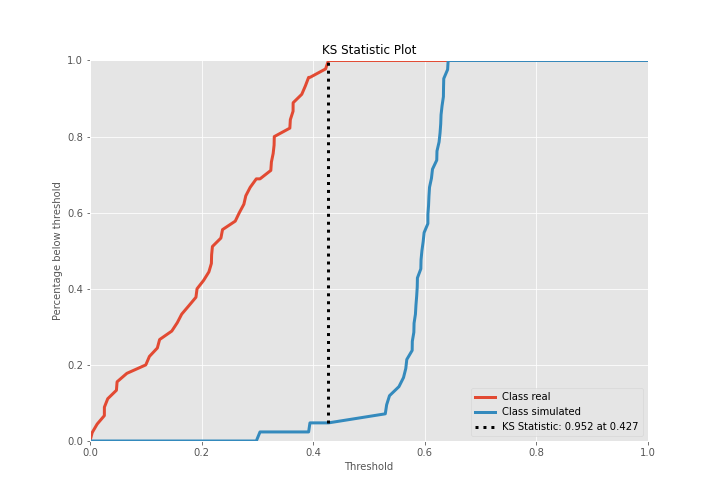 KS Statistic Plot
1.0
0.8
0.6
0.4
0.2
0.0
Percentage below threshold
0.0 0.2 0.4 0.6 0.8 1.0
Threshold
Class real
Class simulated
KS Statistic: 0.952 at 0.427